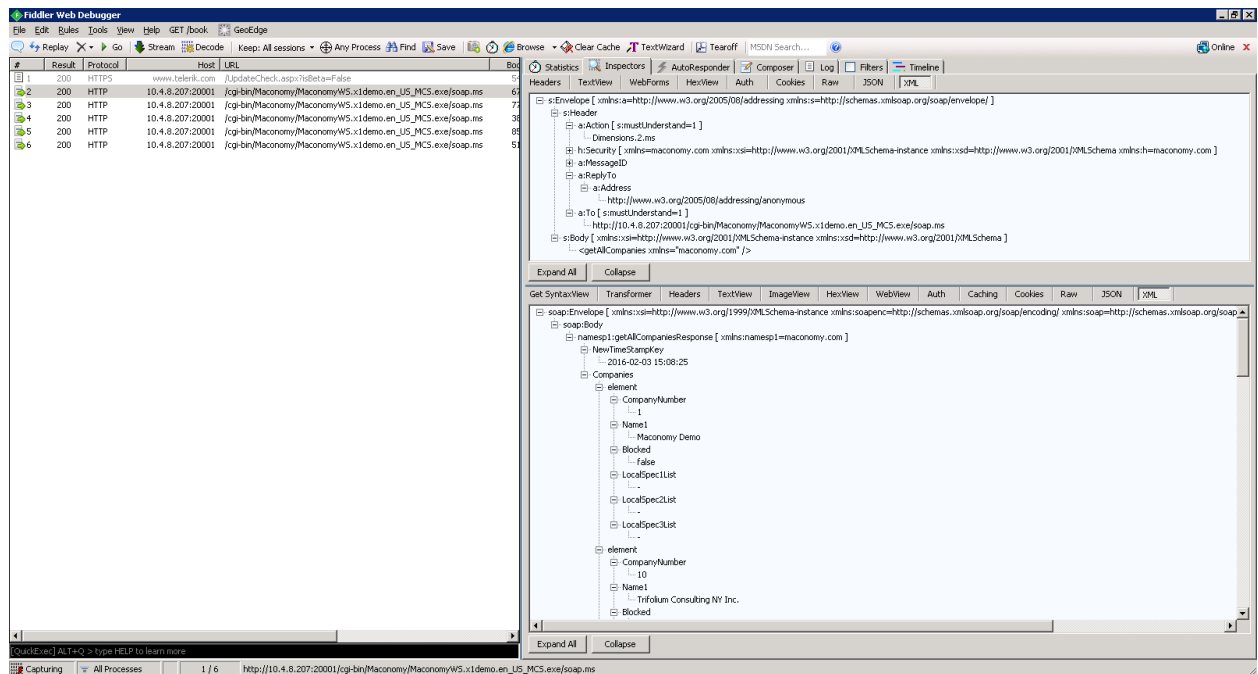 Fiddler Web Debugger
File Edit Rules Tools View Help GET /book GeoEdge
Replay Go Stream Decode Keep: All sessions Any Process Find Save Browse Clear Cache TextWizard Tearoff MSDN Search... Online X
# Result Protocol Host URL Bod
1 200 HTTPS www.telerik.com /UpdateCheck.aspx?isBeta=False
2 200 HTTP 10.4.8.207:20001 /cgi-bin/Maconomy/MaconomyWS.x1demo.en_US_MCS.exe/soap.ms
3 200 HTTP 10.4.8.207:20001 /cgi-bin/Maconomy/MaconomyWS.x1demo.en_US_MCS.exe/soap.ms
4 200 HTTP 10.4.8.207:20001 /cgi-bin/Maconomy/MaconomyWS.x1demo.en_US_MCS.exe/soap.ms
5 200 HTTP 10.4.8.207:20001 /cgi-bin/Maconomy/MaconomyWS.x1demo.en_US_MCS.exe/soap.ms
6 200 HTTP 10.4.8.207:20001 /cgi-bin/Maconomy/MaconomyWS.x1demo.en_US_MCS.exe/soap.ms
Statistics Inspectors AutoResponder Composer Log Filters Timeline
Headers TextView WebForms HexView Auth Cookies Raw JSON XML
s:Envelope [ xmlns:a=http://www.w3.org/2005/08/addressing xmlns:s=http://schemas.xmlsoap.org/soap/envelope/ ]
s:Header
a:Action [ s:mustUnderstand=1 ]
Dimensions.2.ms
h:Security [ xmlns=maconomy.com xmlns:xsi=http://www.w3.org/2001/XMLSchema-instance xmlns:xsd=http://www.w3.org/2001/XMLSchema xmlns:h=maconomy.com ]
a:MessageID
a:ReplyTo
a:Address
http://www.w3.org/2005/08/addressing/anonymous
a:To [ s:mustUnderstand=1 ]
http://10.4.8.207:20001/cgi-bin/Maconomy/MaconomyWS.x1demo.en_US_MCS.exe/soap.ms
s:Body [ xmlns:xsi=http://www.w3.org/2001/XMLSchema-instance xmlns:xsd=http://www.w3.org/2001/XMLSchema ]
<getAllCompanies xmlns="maconomy.com" />
Expand All Collapse
Get SyntaxView Transformer Headers TextView ImageView HexView WebView Auth Caching Cookies Raw JSON XML
soap:Envelope [ xmlns:xsi=http://www.w3.org/1999/XMLSchema-instance xmlns:soapenc=http://schemas.xmlsoap.org/soap/encoding/ xmlns:soap=http://schemas.xmlsoap.org/soap
soap:Body
namesp1:getAllCompaniesResponse [ xmlns:namesp1=maconomy.com ]
NewTimeStampKey
2016-02-03 15:08:25
Companies
element
CompanyNumber
1
Name1
Maconomy Demo
Blocked
false
LocalSpec1List
-
LocalSpec2List
-
LocalSpec3List
-
element
CompanyNumber
10
Name1
Trifolium Consulting NY Inc.
Blocked
Expand All Collapse
[QuickExec] ALT+Q > type HELP to learn more
Capturing All Processes 1 / 6 http://10.4.8.207:20001/cgi-bin/Maconomy/MaconomyWS.x1demo.en_US_MCS.exe/soap.ms